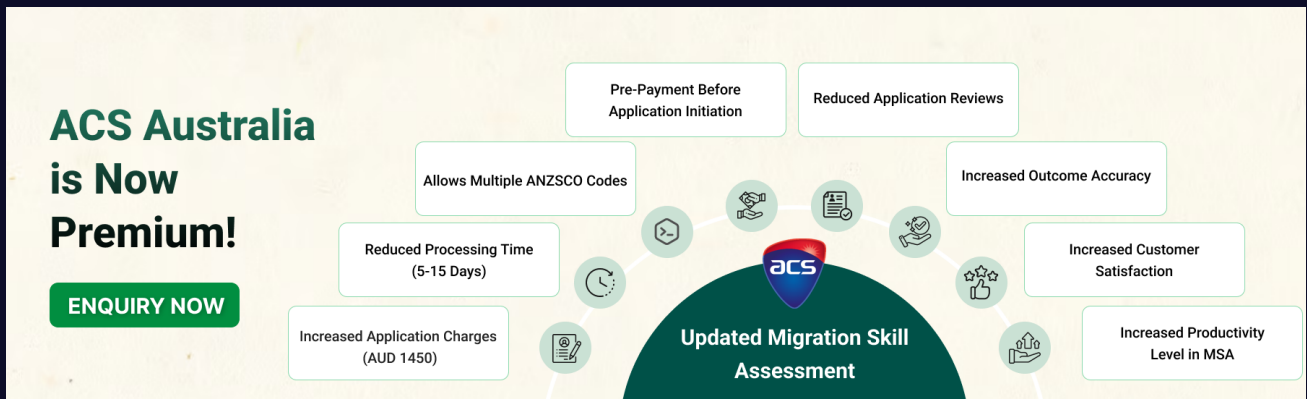 ACS Australia
is Now
Premium!
ENQUIRY NOW
Increased Application Charges
(AUD 1450)
Reduced Processing Time
(5-15 Days)
Allows Multiple ANZSCO Codes
Pre-Payment Before
Application Initiation
Reduced Application Reviews
Increased Outcome Accuracy
Increased Customer
Satisfaction
Increased Productivity
Level in MSA
acs
Updated Migration Skill
Assessment